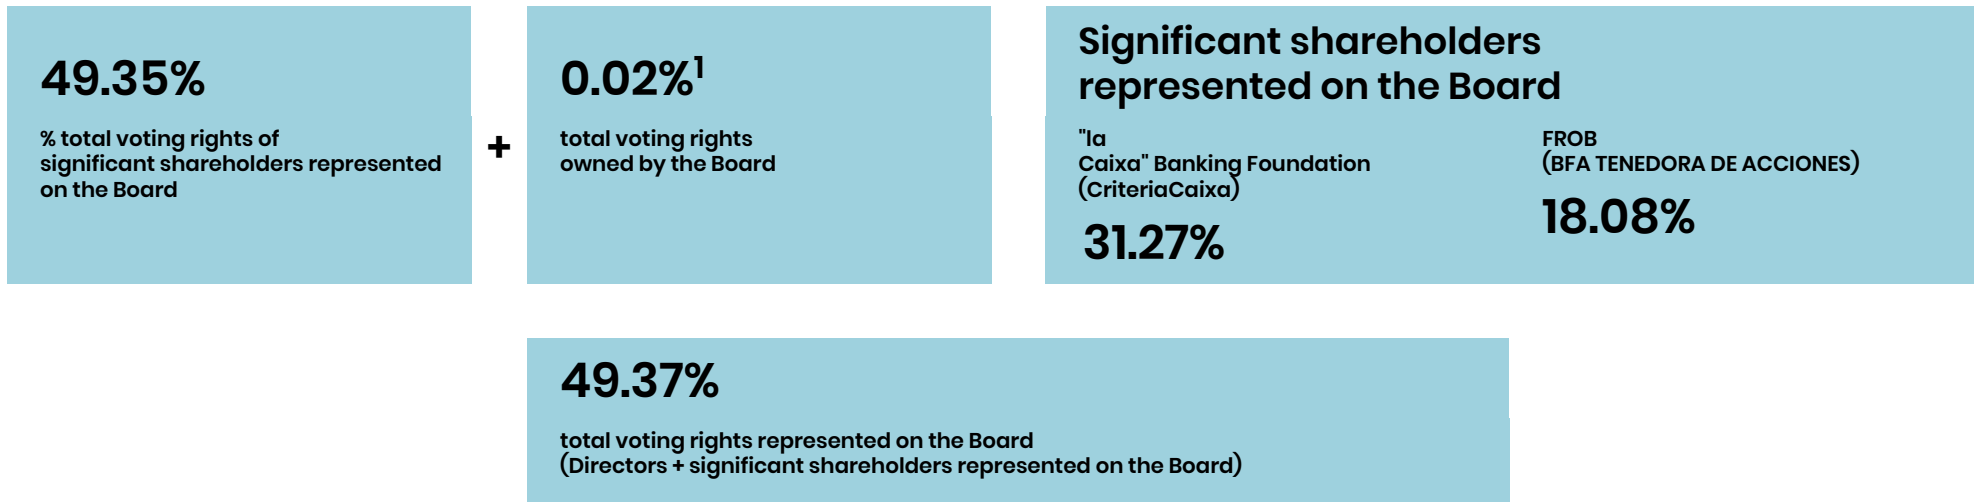 49.35%
% total voting rights of
significant shareholders represented
on the Board
+
0.02%¹
total voting rights
owned by the Board
Significant shareholders
represented on the Board
"la
Caixa" Banking Foundation
(CriteriaCaixa)
31.27%
FROB
(BFA TENEDORA DE ACCIONES)
18.08%
49.37%
total voting rights represented on the Board
(Directors + significant shareholders represented on the Board)